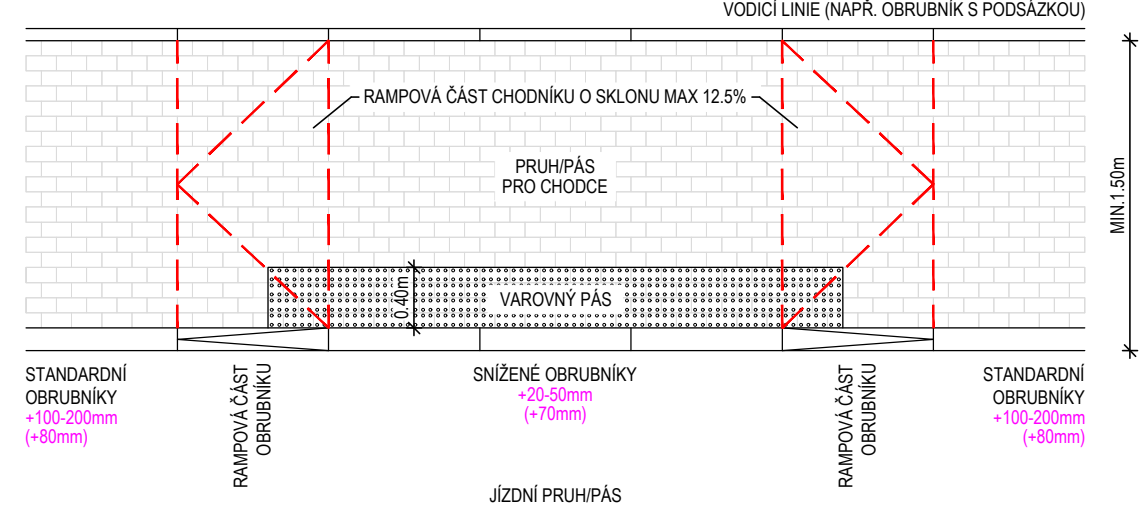 VODICÍ LINIE (NAPŘ. OBRUBNÍK S PODSÁZKOU)
RAMPOVÁ ČÁST CHODNÍKU O SKLONU MAX 12.5%
PRUH/PÁS
PRO CHODCE
MIN.1.50m
0.40m
VAROVNÝ PÁS
STANDARDNÍ
OBRUBNÍKY
+100-200mm
(+80mm)
RAMPOVÁ ČÁST
OBRUBNÍKU
SNÍŽENÉ OBRUBNÍKY
+20-50mm
(+70mm)
RAMPOVÁ ČÁST
OBRUBNÍKU
STANDARDNÍ
OBRUBNÍKY
+100-200mm
(+80mm)
JÍZDNÍ PRUH/PÁS